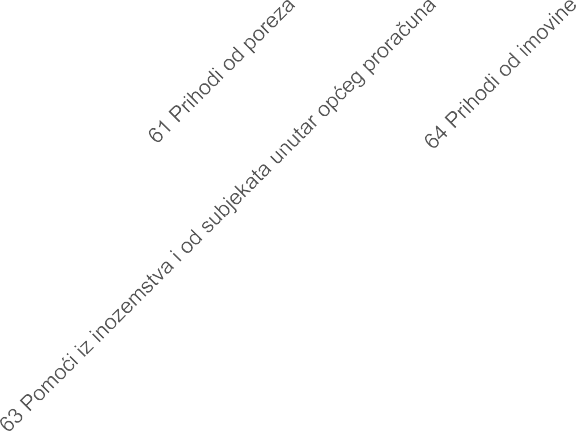 61 Prihodi od poreza
63 Pomoći iz inozemstva i od subjekata unutar općeg proračuna
64 Prihodi od imovine